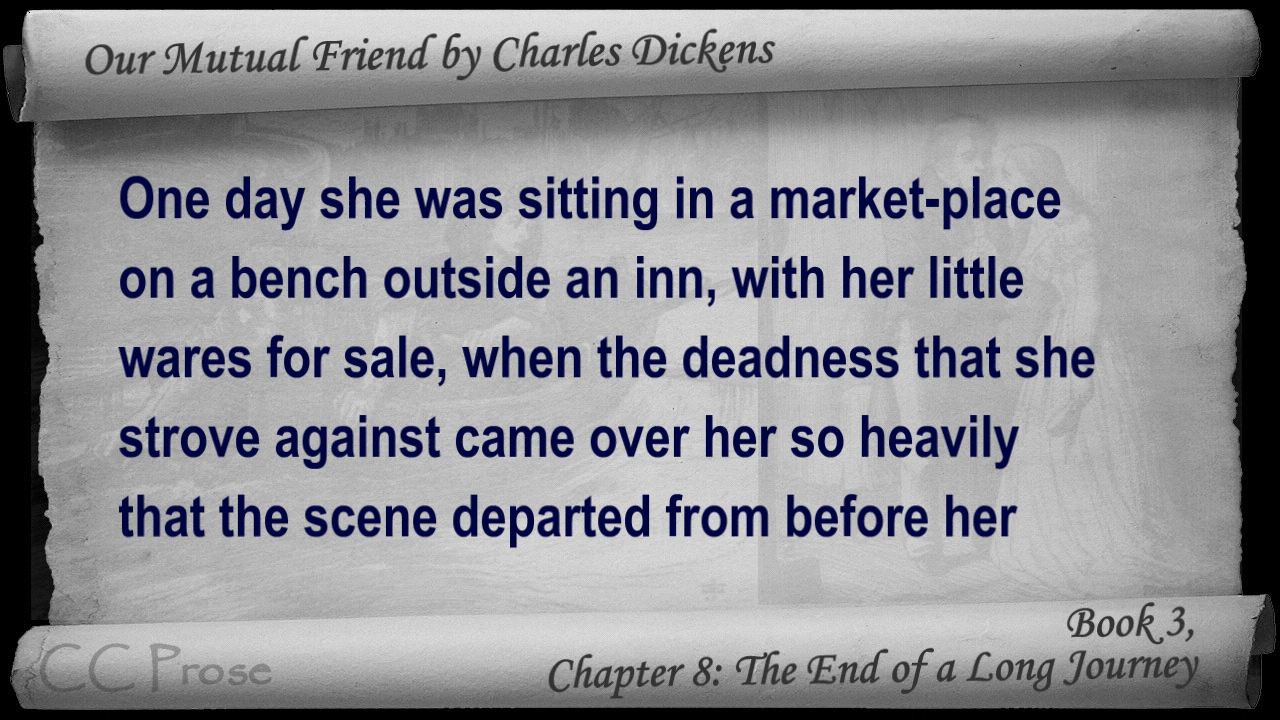 Our Mutual Friend by Charles Dickens
One day she was sitting in a market-place
on a bench outside an inn, with her little
wares for sale, when the deadness that she
strove against came over her so heavily
that the scene departed from before her
Book 3,
Chapter 8: The End of a Long Journey
CC Prose